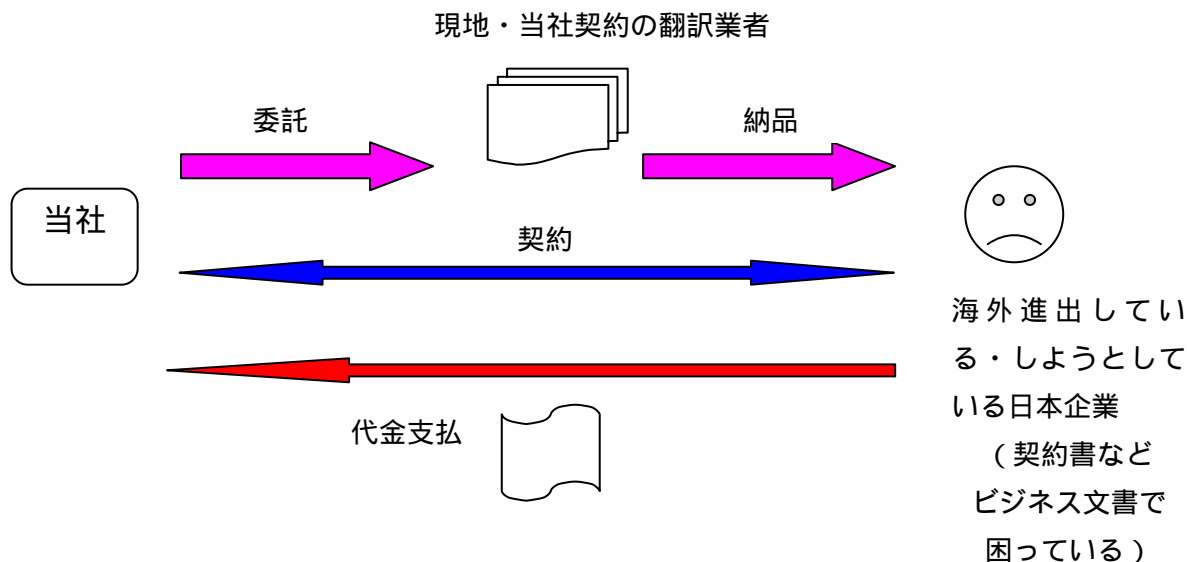 現地・当社契約の翻訳業者
委託
納品
当社
契約
海外進出してい
る・しようとして
いる日本企業
(契約書など
ビジネス文書で
困っている)
代金支払